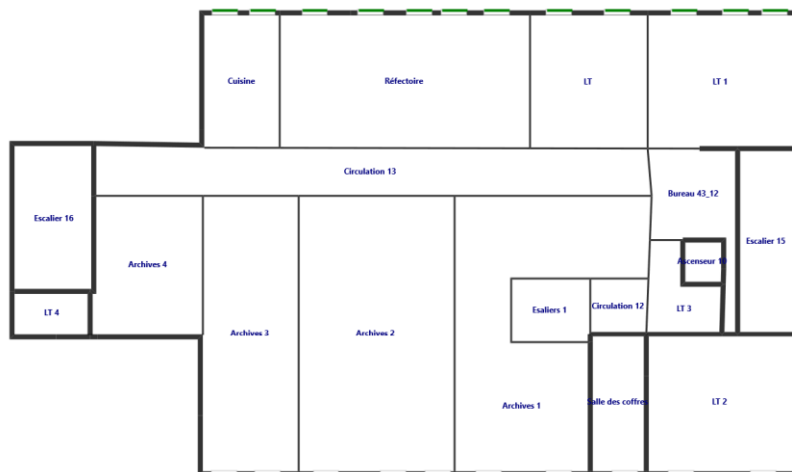 Cuisine
Réfectoire
LT
LT 1
Circulation 13
Bureau 43_12
Escalier 16
Escalier 15
Archives 4
Ascenseur 10
LT 4
Esaliers 1
Circulation 12
LT 3
Archives 3
Archives 2
Archives 1
Salle des coffres
LT 2